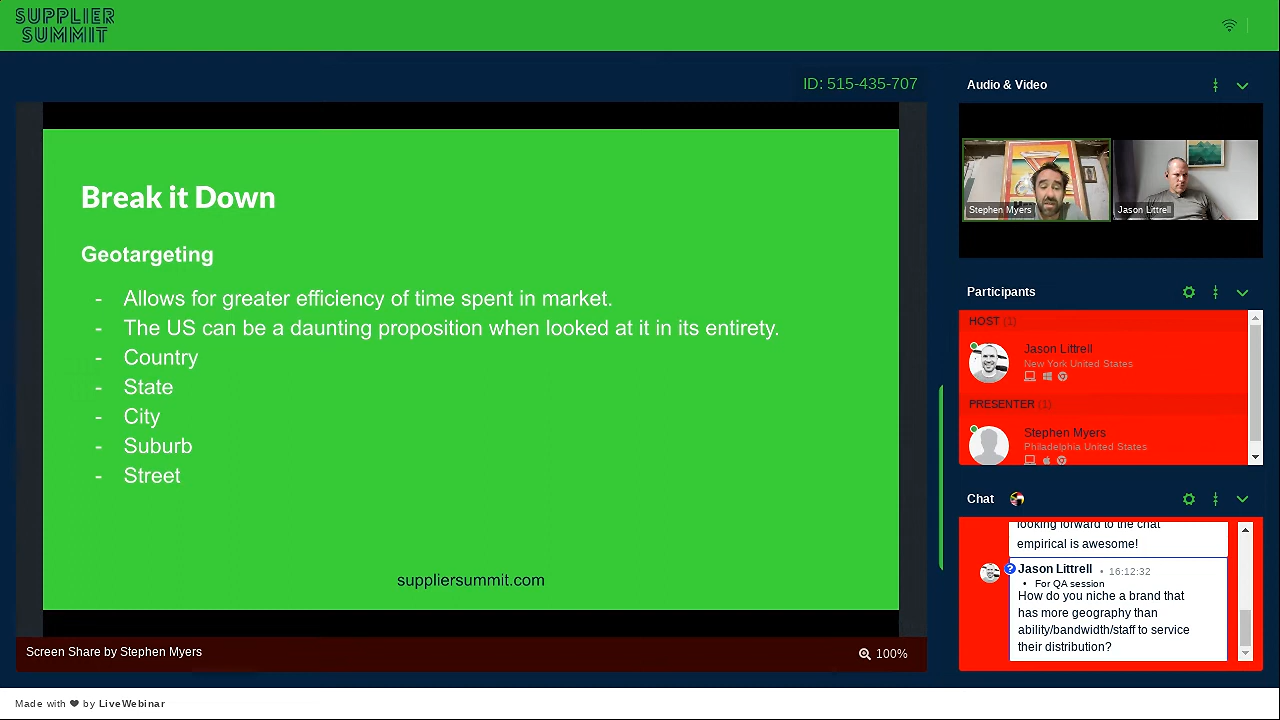 SUPPLIER
SUMMIT
ID: 515-435-707
Break it Down
Geotargeting
- Allows for greater efficiency of time spent in market.
- The US can be a daunting proposition when looked at it in its entirety.
- Country
- State
- City
- Suburb
- Street
suppliersummit.com
Screen Share by Stephen Myers
100%
Audio & Video
Stephen Myers
Jason Littrell
Participants
HOST (1)
Jason Littrell
New York United States
PRESENTER (1)
Stephen Myers
Philadelphia United States
Chat
looking forward to the chat
empirical is awesome!
? Jason Littrell • 16:12:32
• For QA session
How do you niche a brand that
has more geography than
ability/bandwidth/staff to service
their distribution?
Made with ❤ by LiveWebinar